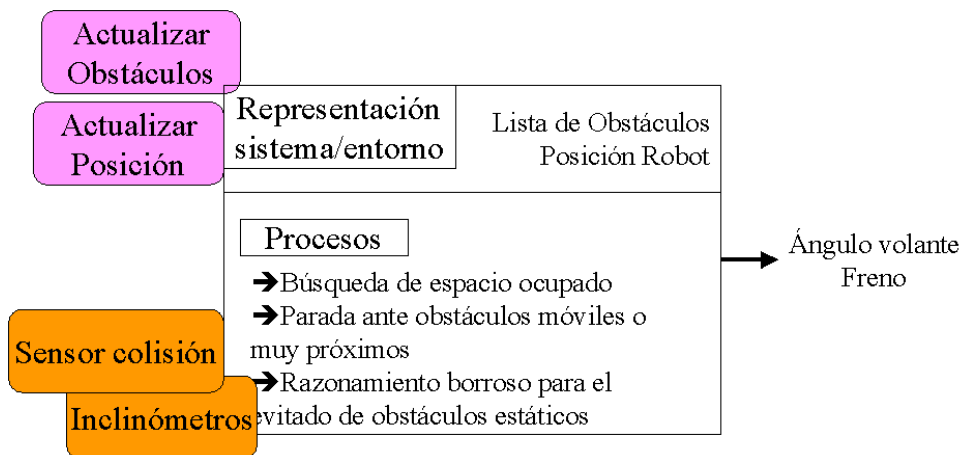 Actualizar
Obstáculos
Actualizar
Posición
Representación
sistema/entorno
Lista de Obstáculos
Posición Robot
Procesos
➔Búsqueda de espacio ocupado
➔Parada ante obstáculos móviles o
muy próximos
➔Razonamiento borroso para el
evitado de obstáculos estáticos
Sensor colisión
Inclinómetros
Ángulo volante
Freno